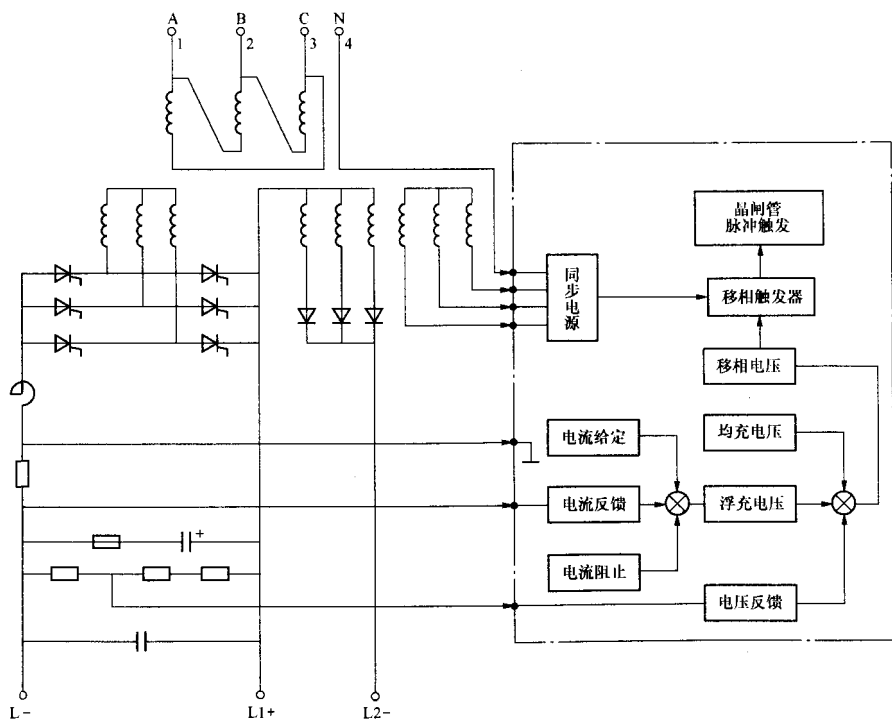 A B C N
1 2 3 4
晶闸管
脉冲触发
同步电源
移相触发器
移相电压
电流给定
均充电压
电流反馈
浮充电压
+
电流阻止
电压反馈
L− L1+ L2−